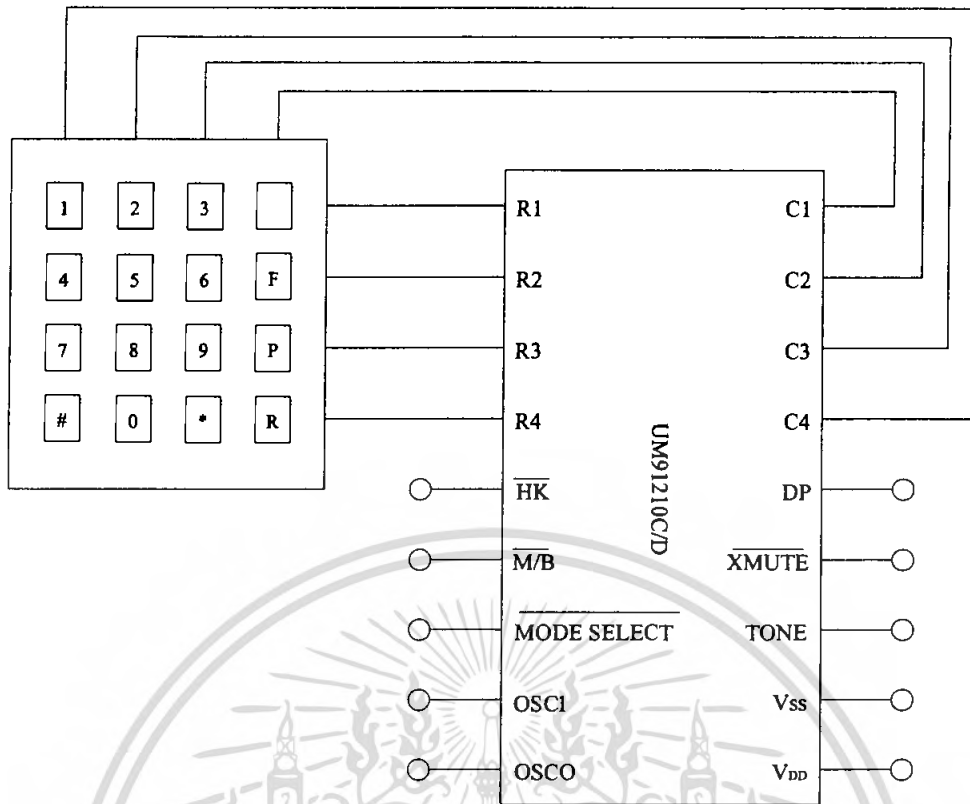 1 2 3
4 5 6 F
7 8 9 P
# 0 * R
R1 C1
R2 C2
R3 C3
R4 C4
HK DP
M/B XMUTE
MODE SELECT TONE
OSC1 Vss
OSCO VDD
UM91210C/D